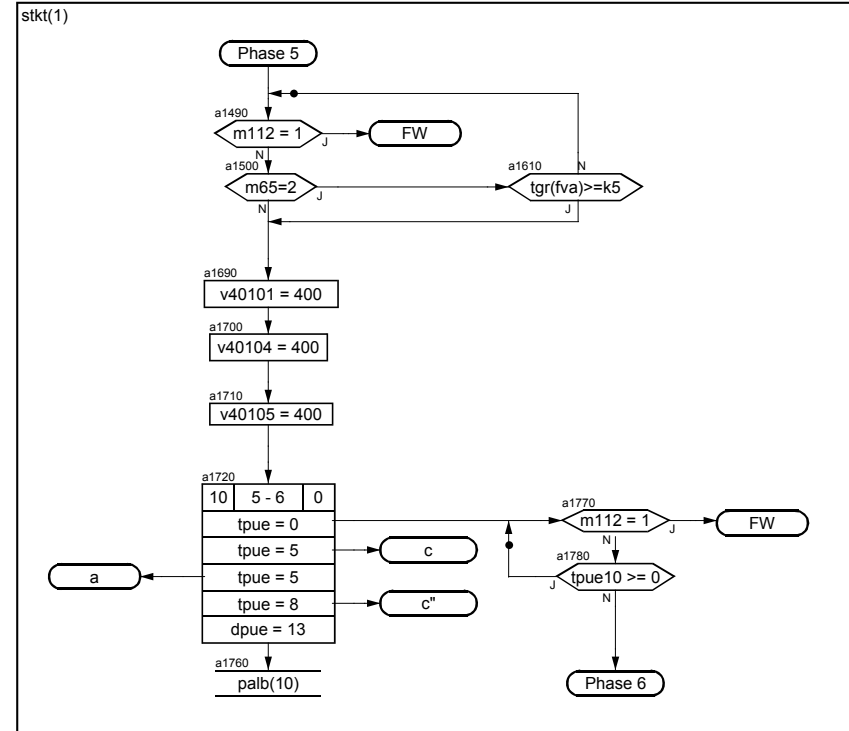 stkt(1)
Phase 5
a1490
m112 = 1
J
FW
N
a1500
m65=2
J
N
a1610
N
tgr(fva)>=k5
J
a1690
v40101 = 400
a1700
v40104 = 400
a1710
v40105 = 400
a1720
10 5 - 6 0
tpue = 0
tpue = 5
c
tpue = 5
a
tpue = 8
c"
dpue = 13
a1760
palb(10)
a1770
m112 = 1
J
FW
N
a1780
tpue10 >= 0
J
N
Phase 6